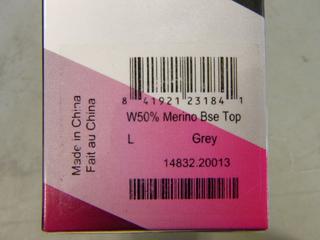 8 41921 23184 1
W50% Merino Bse Top
L Grey
14832.20013
Made in China
Fait au China